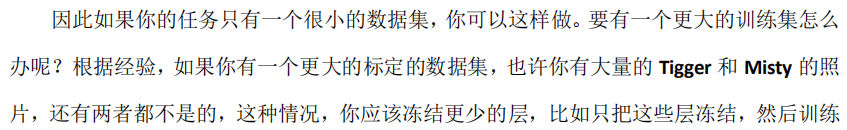 因此如果你的任务只有一个很小的数据集，你可以这样做。要有一个更大的训练集怎么
办呢？根据经验，如果你有一个更大的标定的数据集，也许你有大量的 Tigger 和 Misty 的照
片，还有两者都不是的，这种情况，你应该冻结更少的层，比如只把这些层冻结，然后训练